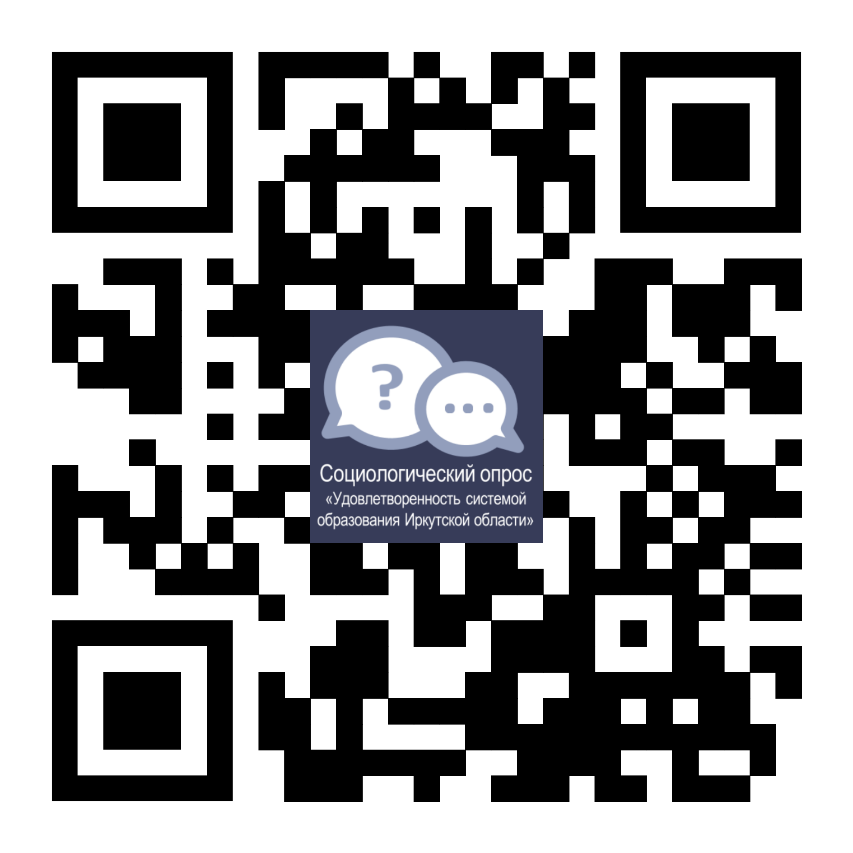 ?
...
Социологический опрос
«Удовлетворенность системой
образования Иркутской области»